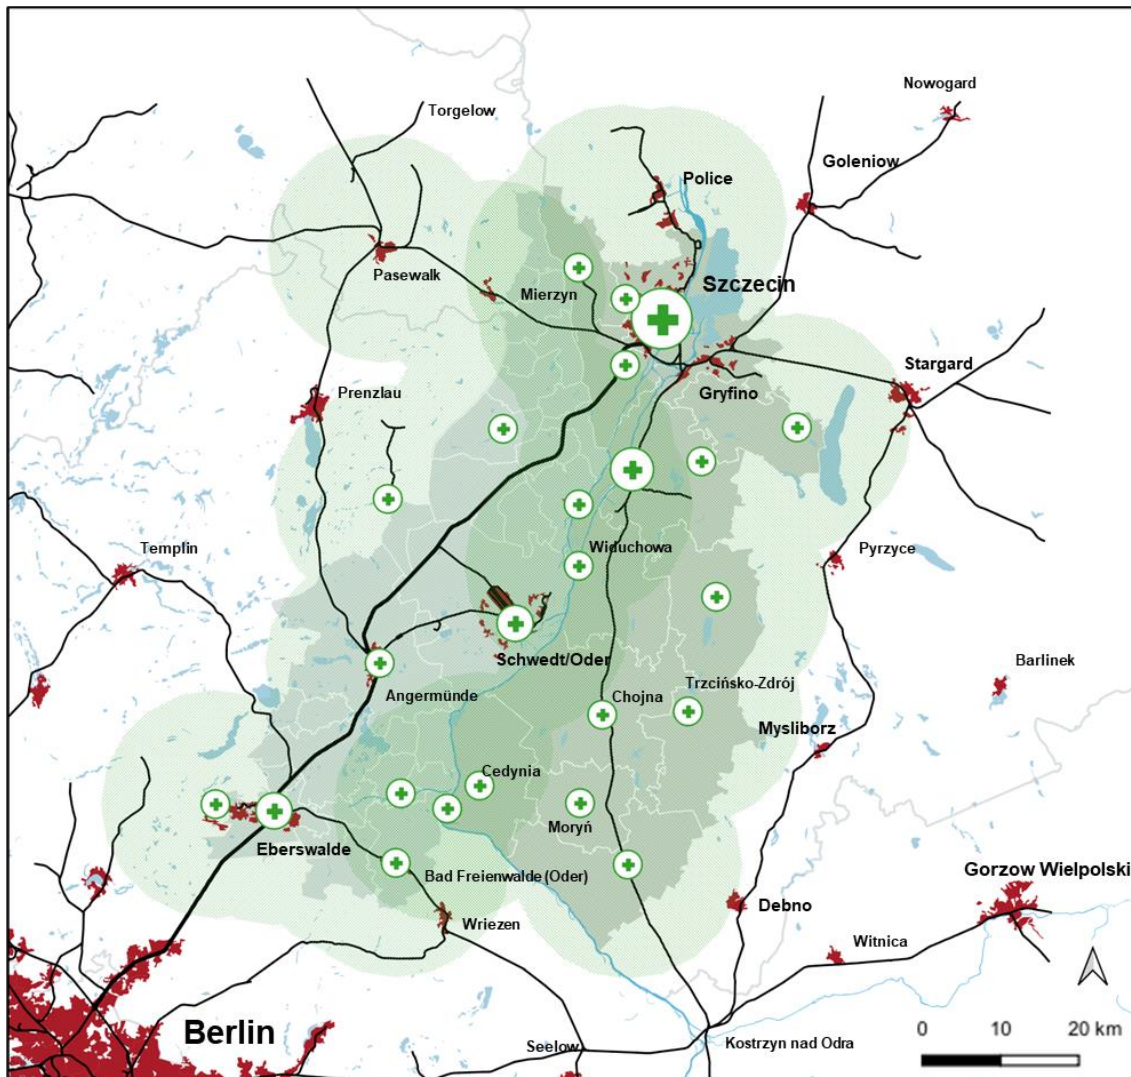 Nowogard
Torgelow
Goleniow
Police
Pasewalk
Mierzyn
Szczecin
Stargard
Prenzlau
Gryfino
Templin
Widuchowa
Pyrzyce
Schwedt/Oder
Barlinek
Angermünde
Chojna
Trzcińsko-Zdrój
Mysliborz
Cedynia
Moryń
Eberswalde
Bad Freienwalde (Oder)
Gorzow Wielpolski
Debno
Wriezen
Witnica
Berlin
Seelow
Kostrzyn nad Odra
0 10 20 km